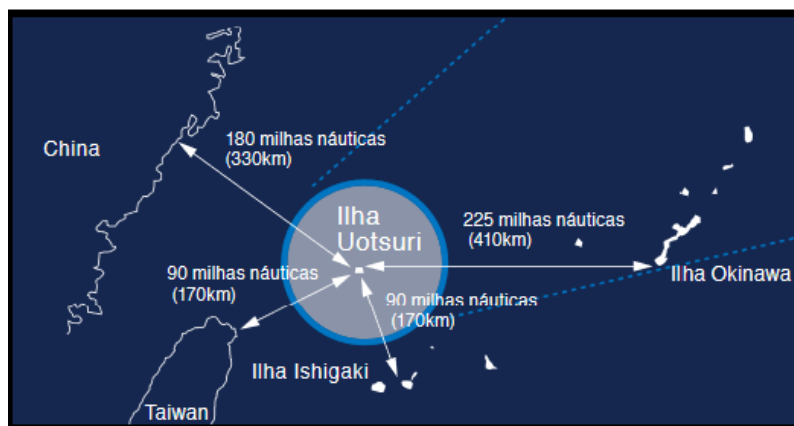 China
180 milhas náuticas
(330km)
Ilha
Uotsuri
225 milhas náuticas
(410km)
90 milhas náuticas
(170km)
Ilha Okinawa
90 milhas náuticas
(170km)
Ilha Ishigaki
Taiwan